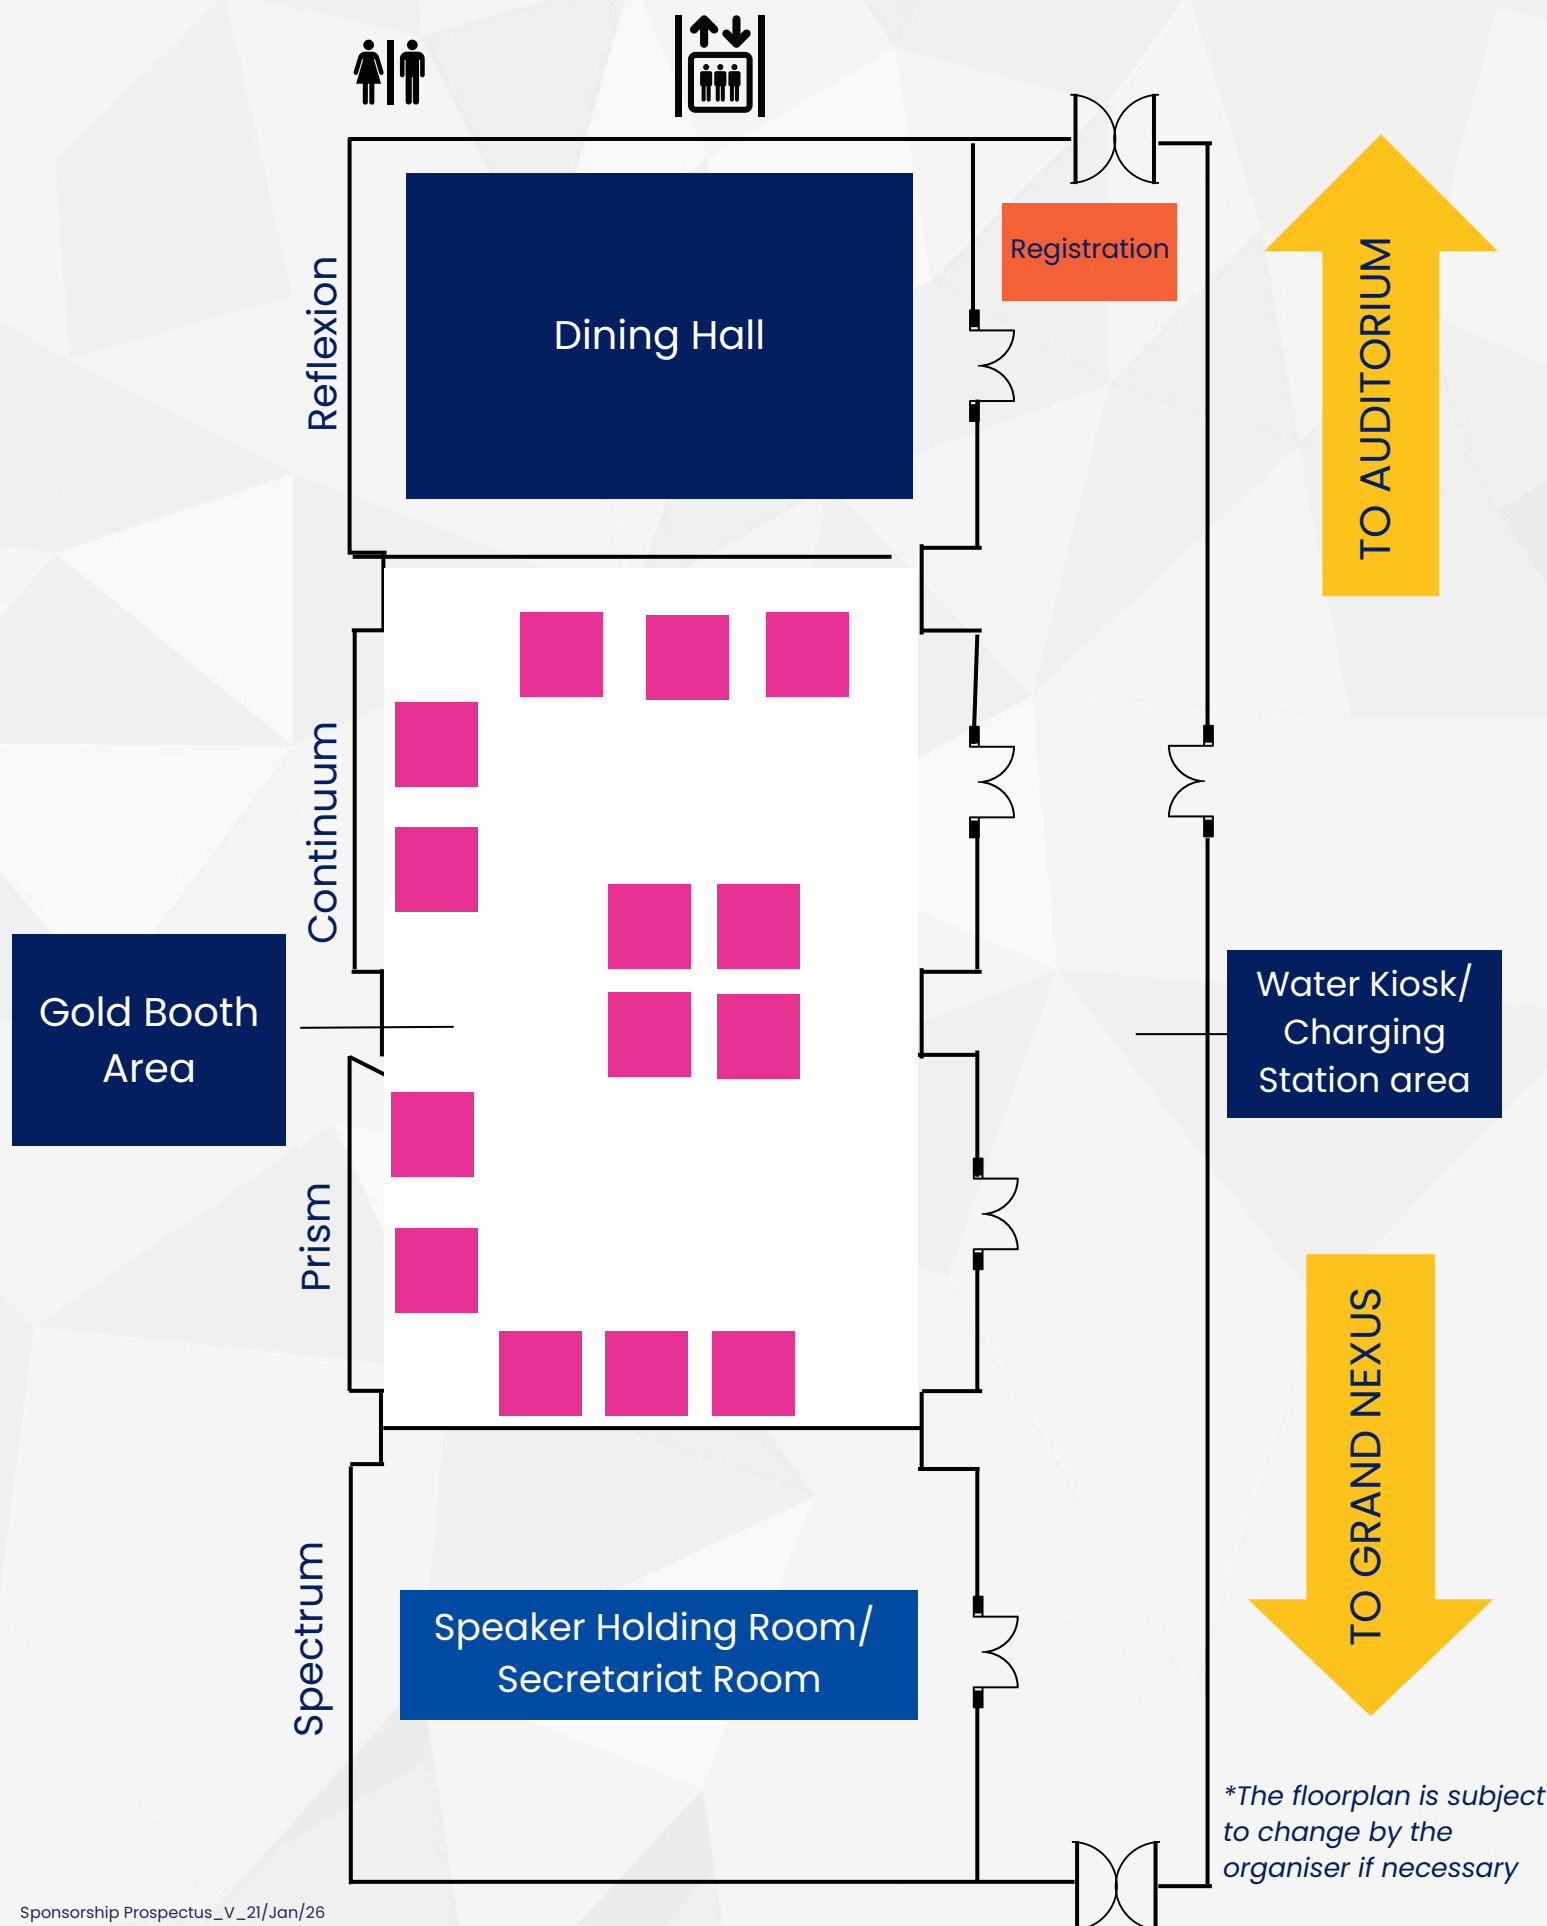 Registration
TO AUDITORIUM
Reflexion
Dining Hall
Continuum
Gold Booth
Area
Water Kiosk/
Charging
Station area
Prism
TO GRAND NEXUS
Spectrum
Speaker Holding Room/
Secretariat Room
*The floorplan is subject
to change by the
organiser if necessary
Sponsorship Prospectus_V_21/Jan/26